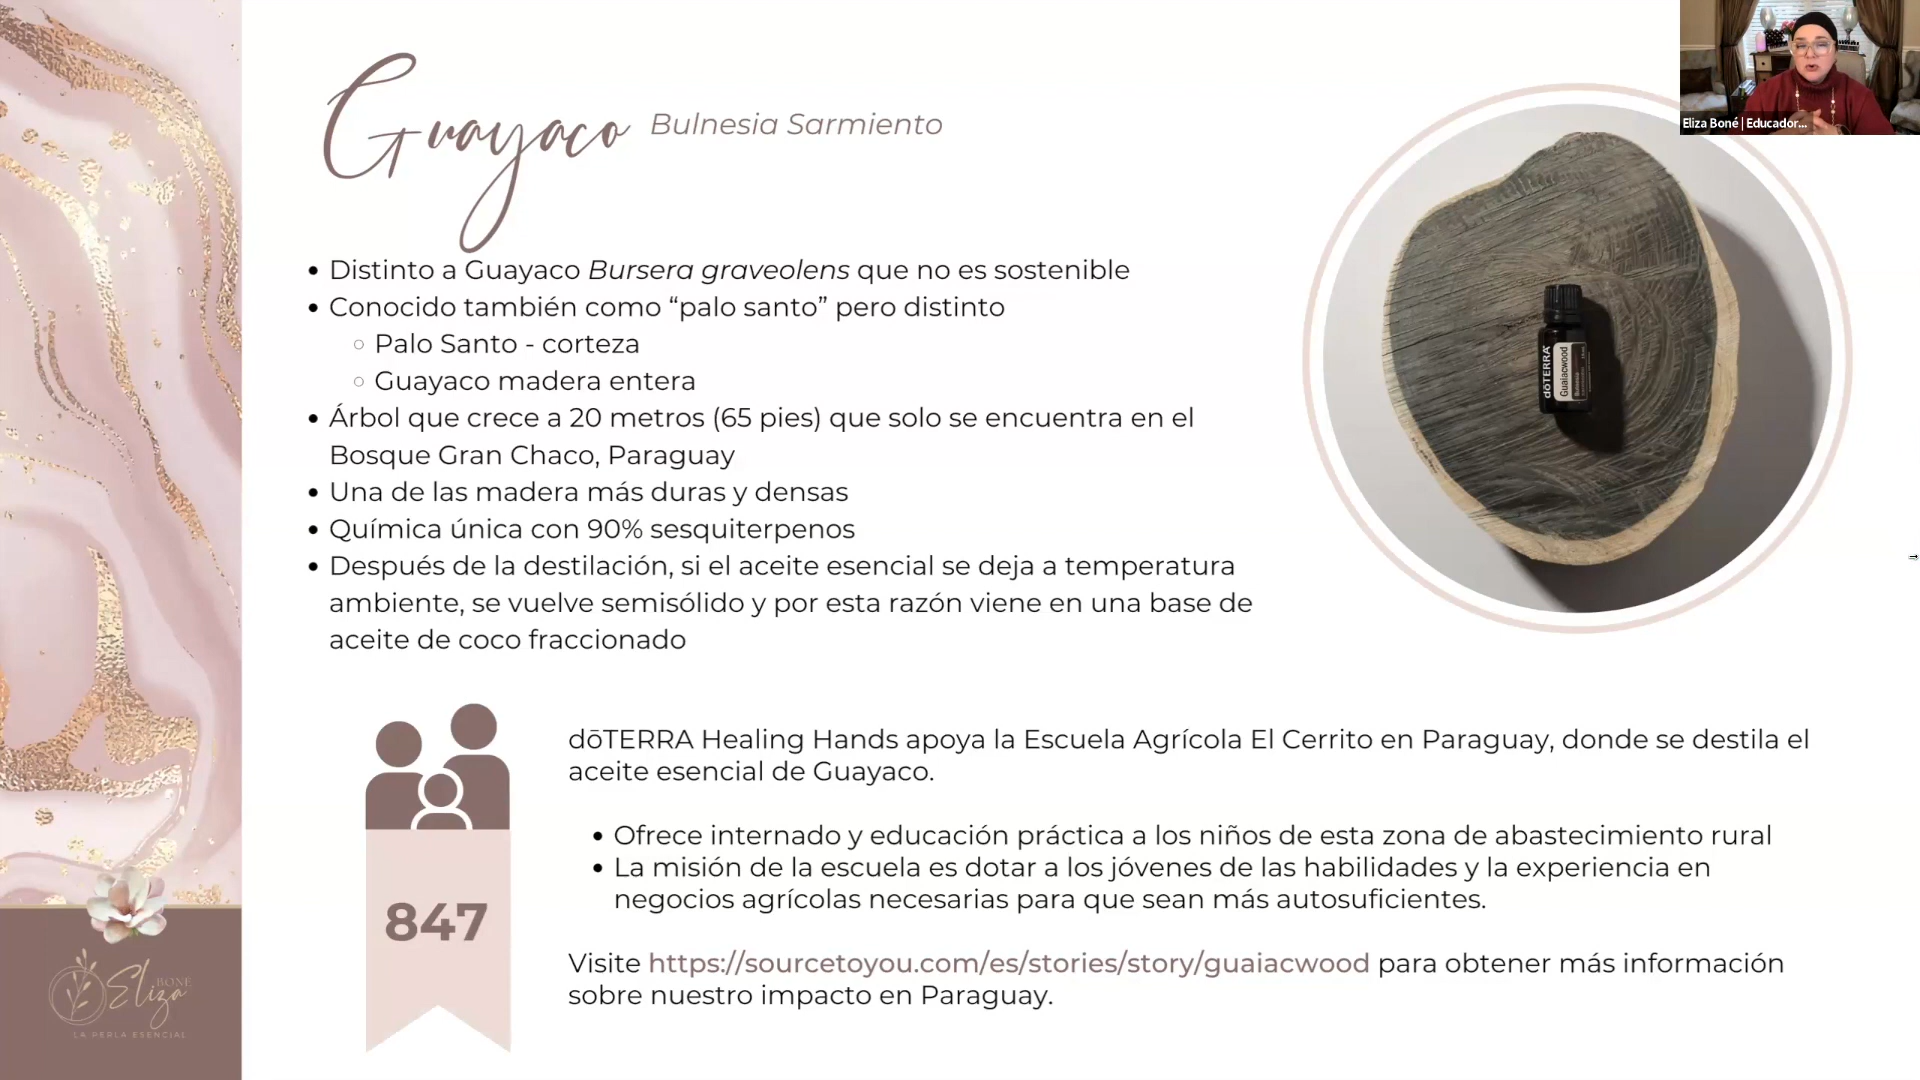 Eliza Boné | Educador...
Guayaco Bulnesia Sarmiento
• Distinto a Guayaco Bursera graveolens que no es sostenible
• Conocido también como “palo santo” pero distinto
○ Palo Santo - corteza
○ Guayaco madera entera
• Árbol que crece a 20 metros (65 pies) que solo se encuentra en el
Bosque Gran Chaco, Paraguay
• Una de las madera más duras y densas
• Química única con 90% sesquiterpenos
• Después de la destilación, si el aceite esencial se deja a temperatura
ambiente, se vuelve semisólido y por esta razón viene en una base de
aceite de coco fraccionado
dōTERRA
Guaiacwood
847
dōTERRA Healing Hands apoya la Escuela Agrícola El Cerrito en Paraguay, donde se destila el
aceite esencial de Guayaco.
• Ofrece internado y educación práctica a los niños de esta zona de abastecimiento rural
• La misión de la escuela es dotar a los jóvenes de las habilidades y la experiencia en
negocios agrícolas necesarias para que sean más autosuficientes.
Visite https://sourcetoyou.com/es/stories/story/guaiacwood para obtener más información
sobre nuestro impacto en Paraguay.
Eliza BONÉ
LA PERLA ESENCIAL